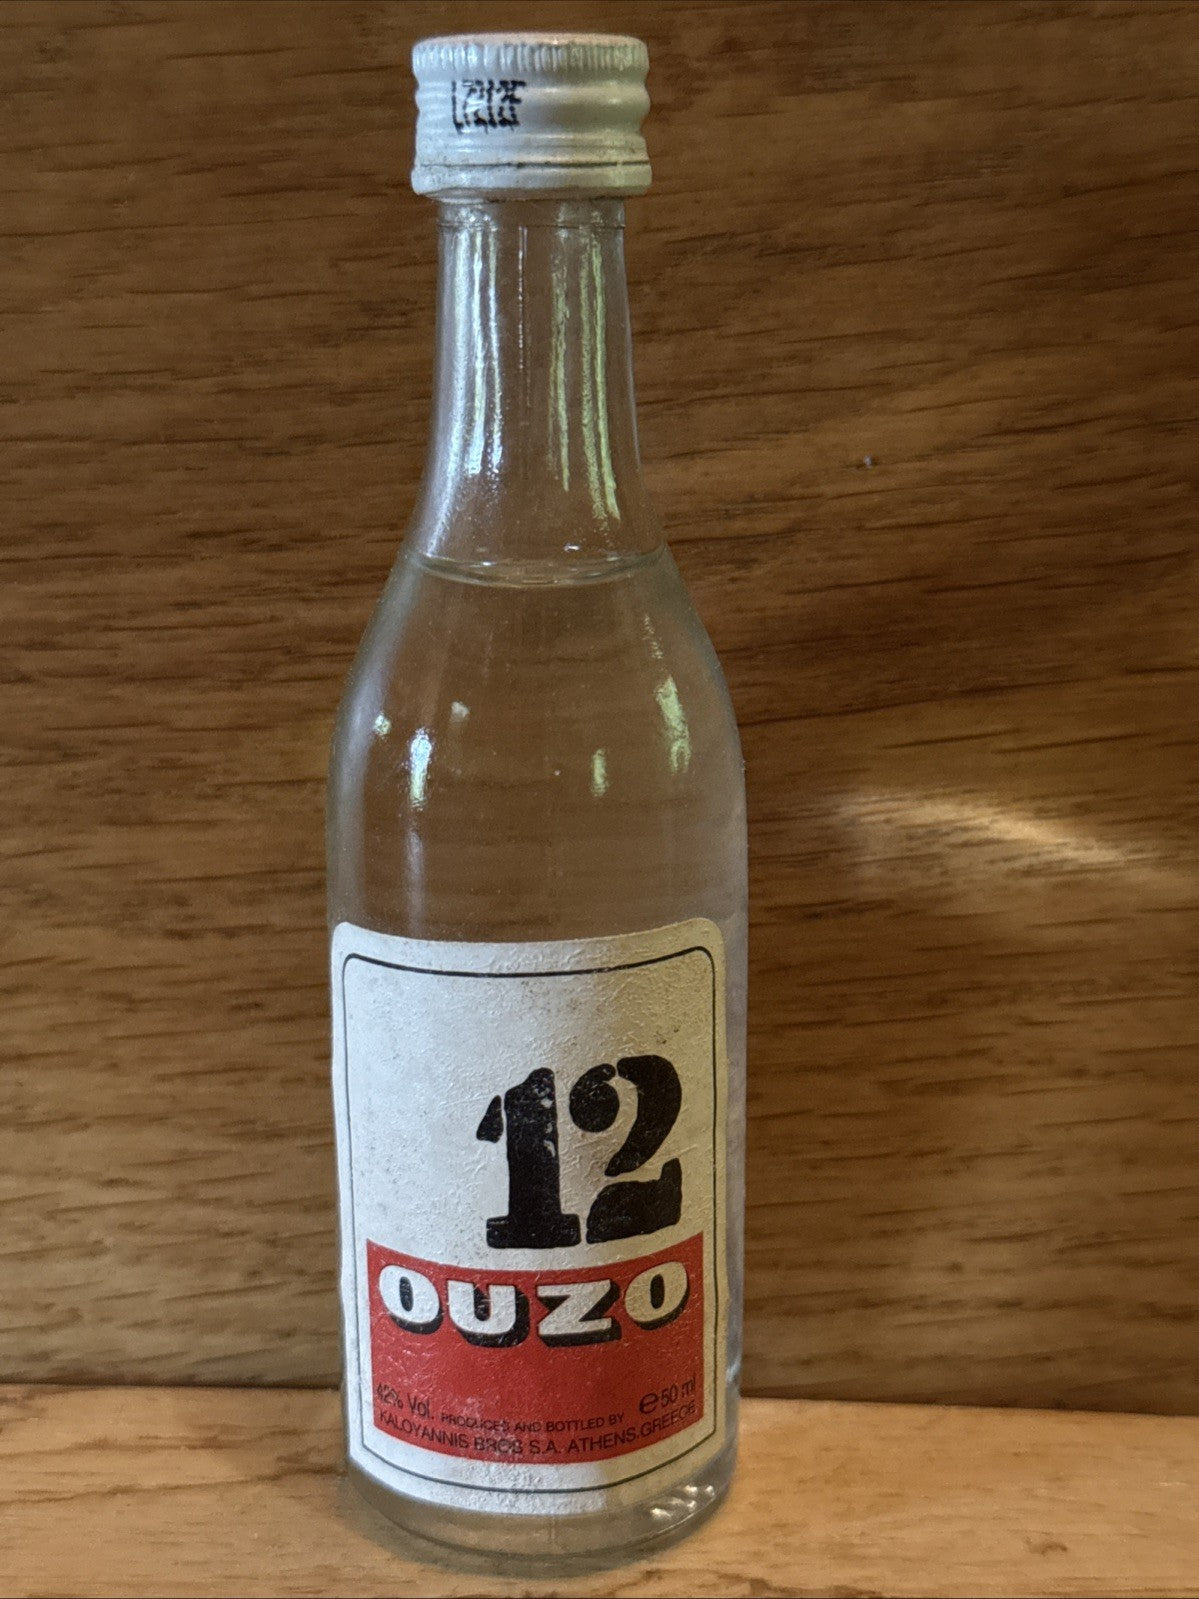 12
OUZO
42% Vol. PRODUCED AND BOTTLED BY e 50 ml
KALOYANNIS BROS S.A. ATHENS.GREECE